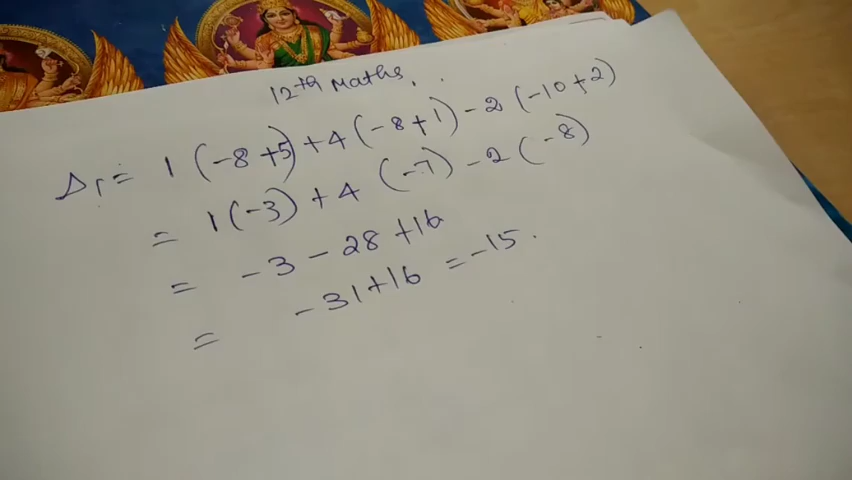 12th Maths.
Δ1 = 1 (-8 +5) +4 (-8 +1) -2 (-10 +2)
= 1 (-3) +4 (-7) -2 (-8)
= -3 - 28 +16
= -31 +16 = -15.